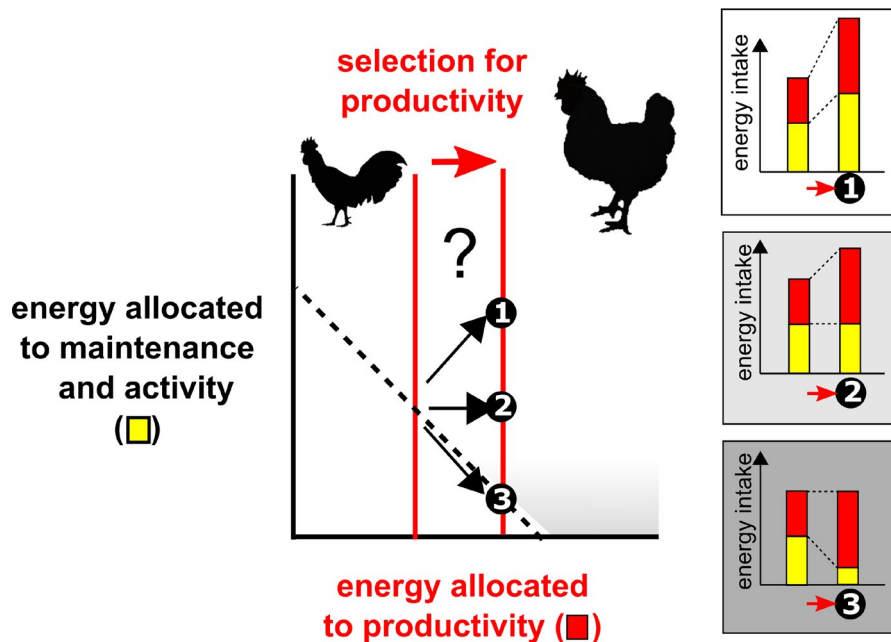 selection for
productivity
?
energy allocated
to maintenance
and activity
()
1
2
3
energy allocated
to productivity ()
energy intake
1
energy intake
2
energy intake
3